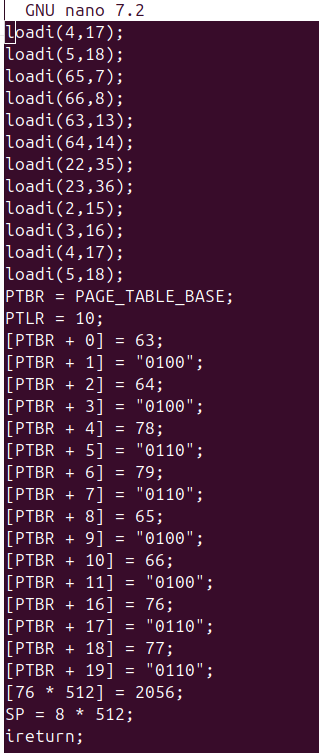 GNU nano 7.2
loadi(4,17);
loadi(5,18);
loadi(65,7);
loadi(66,8);
loadi(63,13);
loadi(64,14);
loadi(22,35);
loadi(23,36);
loadi(2,15);
loadi(3,16);
loadi(4,17);
loadi(5,18);
PTBR = PAGE_TABLE_BASE;
PTLR = 10;
[PTBR + 0] = 63;
[PTBR + 1] = "0100";
[PTBR + 2] = 64;
[PTBR + 3] = "0100";
[PTBR + 4] = 78;
[PTBR + 5] = "0110";
[PTBR + 6] = 79;
[PTBR + 7] = "0110";
[PTBR + 8] = 65;
[PTBR + 9] = "0100";
[PTBR + 10] = 66;
[PTBR + 11] = "0100";
[PTBR + 16] = 76;
[PTBR + 17] = "0110";
[PTBR + 18] = 77;
[PTBR + 19] = "0110";
[76 * 512] = 2056;
SP = 8 * 512;
ireturn;